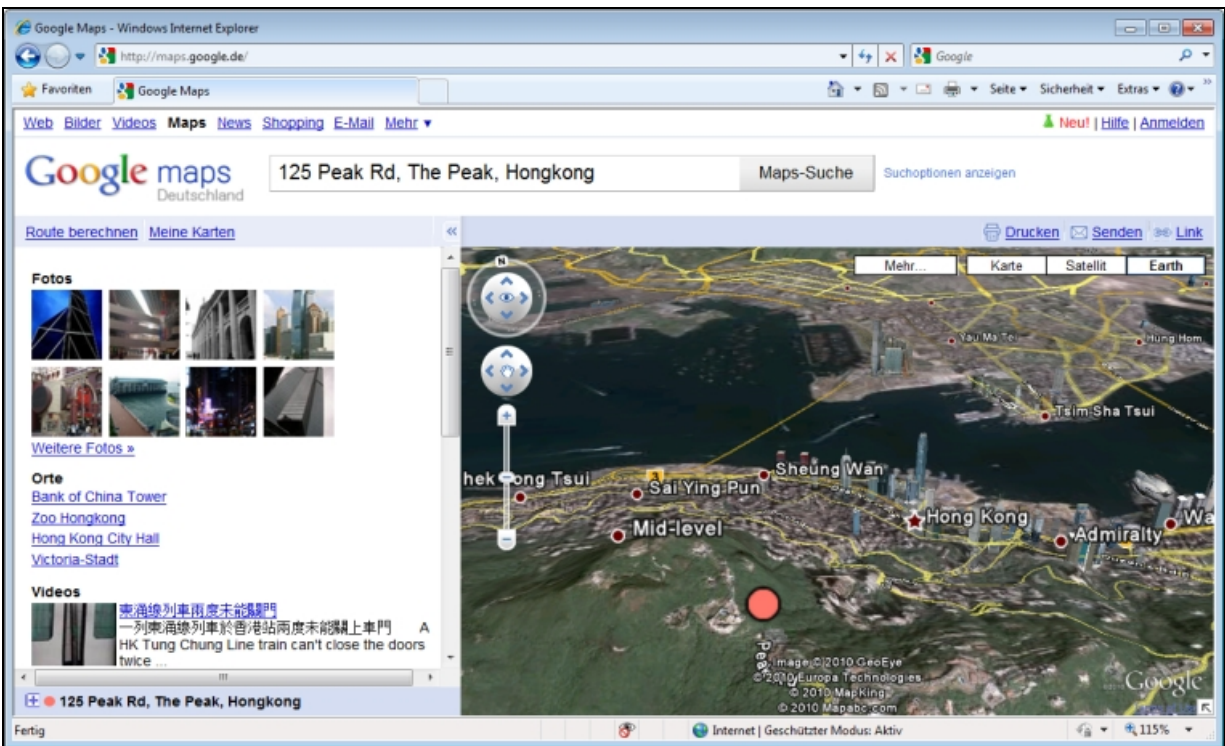 Google Maps - Windows Internet Explorer
http://maps.google.de/
Google
Favoriten
Google Maps
Seite
Sicherheit
Extras
Web Bilder Videos Maps News Shopping E-Mail Mehr
Neu! | Hilfe | Anmelden
Google maps
Deutschland
125 Peak Rd, The Peak, Hongkong
Maps-Suche
Suchoptionen anzeigen
Route berechnen Meine Karten
«
Drucken Senden Link
Fotos
Weitere Fotos »
Orte
Bank of China Tower
Zoo Hongkong
Hong Kong City Hall
Victoria-Stadt
Videos
東涌線列車兩度未能關門
一列東涌線列車於香港站兩度未能關上車門 A
HK Tung Chung Line train can't close the doors
twice ...
125 Peak Rd, The Peak, Hongkong
N
Mehr...
Karte
Satellit
Earth
Yau Ma Tei
Hung Hom
Tsim Sha Tsui
hek Tong Tsui
Sai Ying Pun
Sheung Wan
Mid-level
Hong Kong
Admiralty
Wa
Image © 2010 GeoEye
© 2010 Europa Technologies
© 2010 MapKing
© 2010 Mapabc.com
Google
Fertig
Internet | Geschützter Modus: Aktiv
115%